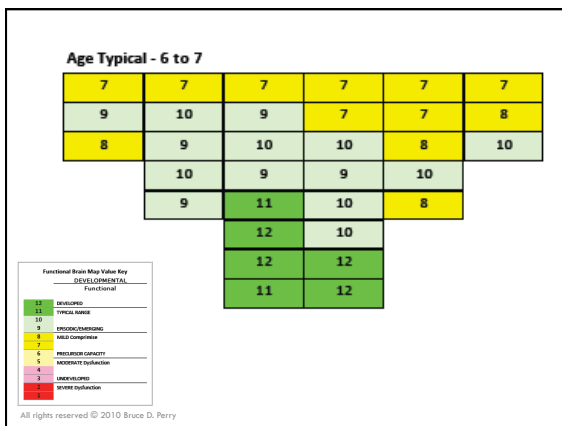 Age Typical - 6 to 7
7 7 7 7 7 7
9 10 9 7 7 8
8 9 10 10 8 10
10 9 9 10
9 11 10 8
12 10
12 12
11 12
Functional Brain Map Value Key
DEVELOPMENTAL
Functional
12 DEVELOPED
11 TYPICAL RANGE
10
9 EPISODIC/EMERGING
8 MILD Comprimise
7
6 PRECURSOR CAPACITY
5 MODERATE Dysfunction
4
3 UNDEVELOPED
2 SEVERE Dysfunction
1
All rights reserved © 2010 Bruce D. Perry